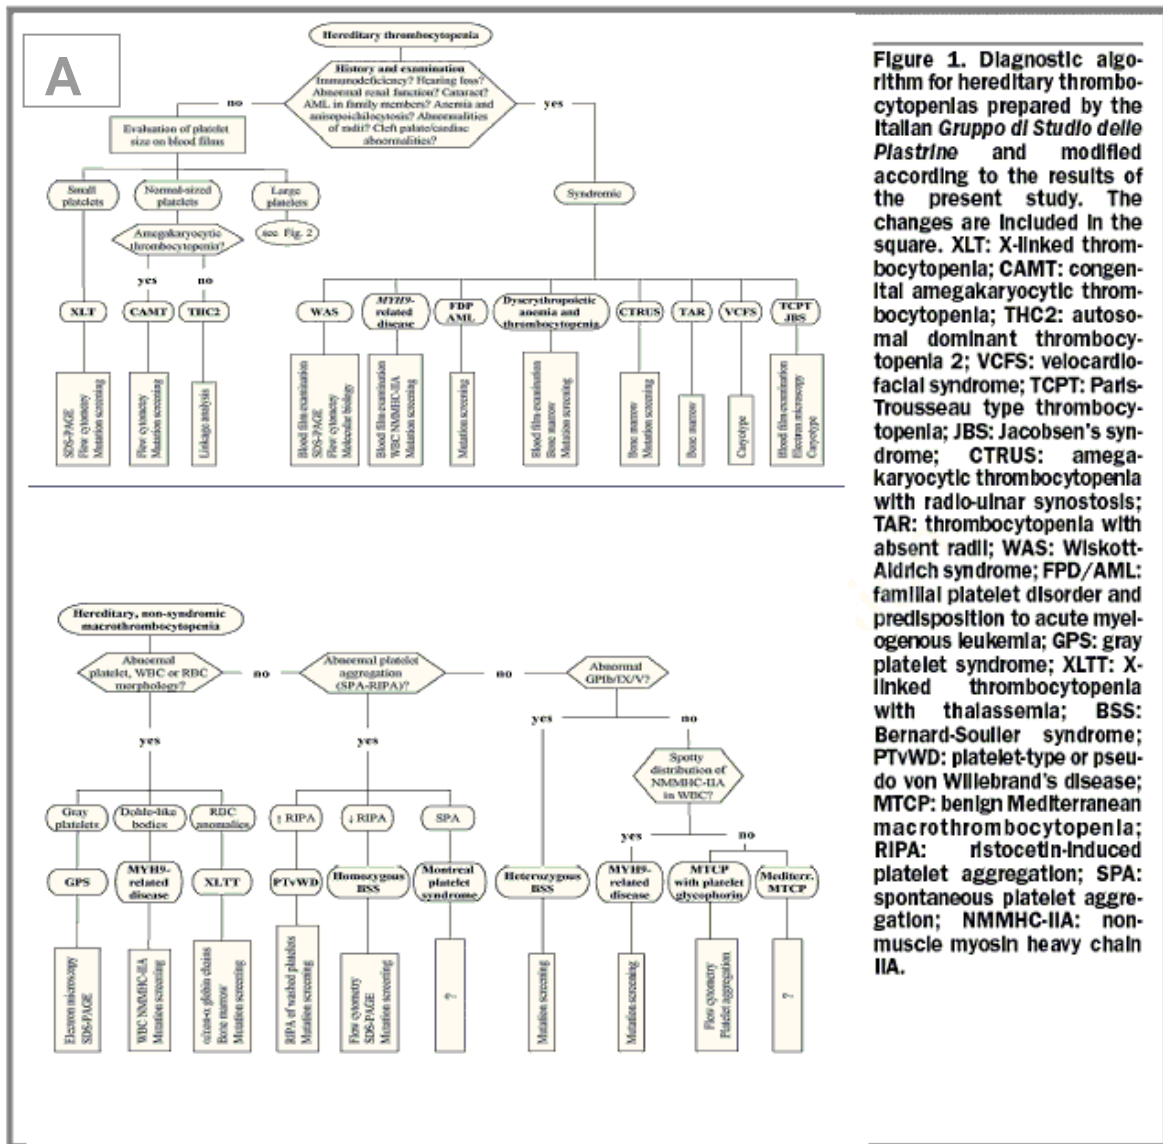 A
Hereditary thrombocytopenia
History and examination
Immunodeficiency? Hearing loss?
Abnormal renal function? Cataract?
AML in family members? Anemia and
anisopoichilocytosis? Abnormalities
of radii? Cleft palate/cardiac
abnormalities?
no
yes
Evaluation of platelet
size on blood films
Small
platelets
Normal-sized
platelets
Large
platelets
Syndromic
Amegakaryocytic
thrombocytopenia?
see Fig. 2
yes
no
XLT
CAMT
THC2
WAS
MYH9-
related
disease
FDP
AML
Dyserythropoietic
anemia and
thrombocytopenia
CTRUS
TAR
VCFS
TCPT
JBS
SDS-PAGE
Flow cytometry
Mutation screening
Flow cytometry
Mutation screening
Linkage analysis
Blood film examination
SDS-PAGE
Flow cytometry
Molecular biology
Blood film examination
WBC NMMHC-IIA
Mutation screening
Mutation screening
Blood film examination
Bone marrow
Mutation screening
Bone marrow
Mutation screening
Bone marrow
Caryotype
Blood film examination
Electron microscopy
Caryotype
Hereditary, non-syndromic
macrothrombocytopenia
Abnormal
platelet, WBC or RBC
morphology?
no
Abnormal platelet
aggregation
(SPA-RIPA)?
no
Abnormal
GPIb/IX/V?
yes
yes
yes
no
Spotty
distribution of
NMMHC-IIA
in WBC?
yes
no
Gray
platelets
Dohle-like
bodies
RBC
anomalies
↑ RIPA
↓ RIPA
SPA
GPS
MYH9-
related
disease
XLTT
PTvWD
Homozygous
BSS
Montreal
platelet
syndrome
Heterozygous
BSS
MYH9-
related
disease
MTCP
with platelet
glycophorin
Mediterr.
MTCP
Electron microscopy
SDS-PAGE
WBC NMMHC-IIA
Mutation screening
α/non-α globin chains
Bone marrow
Mutation screening
RIPA of washed platelets
Mutation screening
Flow cytometry
SDS-PAGE
Mutation screening
?
Mutation screening
Mutation screening
Flow cytometry
Platelet aggregation
?
Figure 1. Diagnostic algo-
rithm for hereditary thrombo-
cytopenias prepared by the
Italian Gruppo di Studio delle
Piastrine and modified
according to the results of
the present study. The
changes are included in the
square. XLT: X-linked throm-
bocytopenia; CAMT: congen-
ital amegakaryocytic throm-
bocytopenia; THC2: autoso-
mal dominant thrombocy-
topenia 2; VCFS: velocardio-
facial syndrome; TCPT: Paris-
Trousseau type thrombocy-
topenia; JBS: Jacobsen's syn-
drome; CTRUS: amega-
karyocytic thrombocytopenia
with radio-ulnar synostosis;
TAR: thrombocytopenia with
absent radii; WAS: Wiskott-
Aldrich syndrome; FPD/AML:
familial platelet disorder and
predisposition to acute myel-
ogenous leukemia; GPS: gray
platelet syndrome; XLTT: X-
linked thrombocytopenia
with thalassemia; BSS:
Bernard-Soulier syndrome;
PTvWD: platelet-type or pseu-
do von Willebrand's disease;
MTCP: benign Mediterranean
macrothrombocytopenia;
RIPA: ristocetin-induced
platelet aggregation; SPA:
spontaneous platelet aggre-
gation; NMMHC-IIA: non-
muscle myosin heavy chain
IIA.